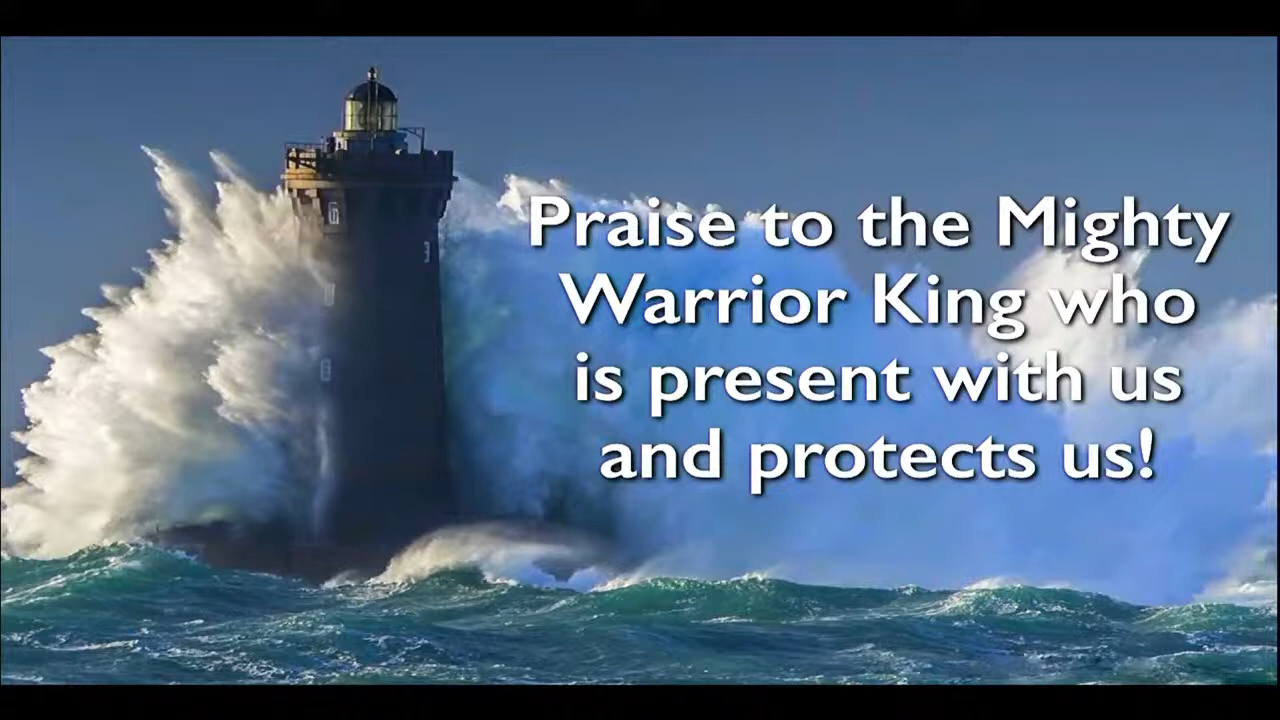 Praise to the Mighty
Warrior King who
is present with us
and protects us!